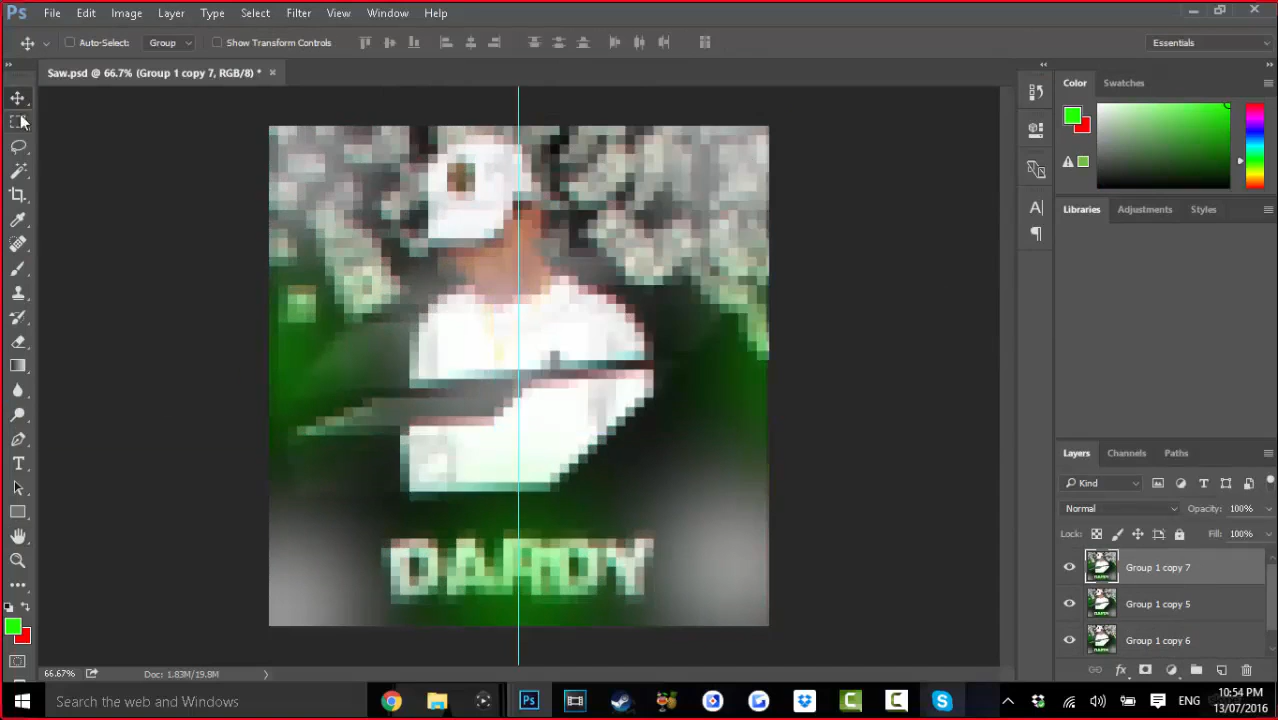 Ps File Edit Image Layer Type Select Filter View Window Help
Auto-Select: Group Show Transform Controls Essentials
Saw.psd @ 66.7% (Group 1 copy 7, RGB/8) *
Color Swatches
Libraries Adjustments Styles
Layers Channels Paths
Kind
Normal Opacity: 100%
Lock: Fill: 100%
Group 1 copy 7
Group 1 copy 5
Group 1 copy 6
66.67% Doc: 1.83M/19.8M
Search the web and Windows
ENG
10:54 PM
13/07/2016